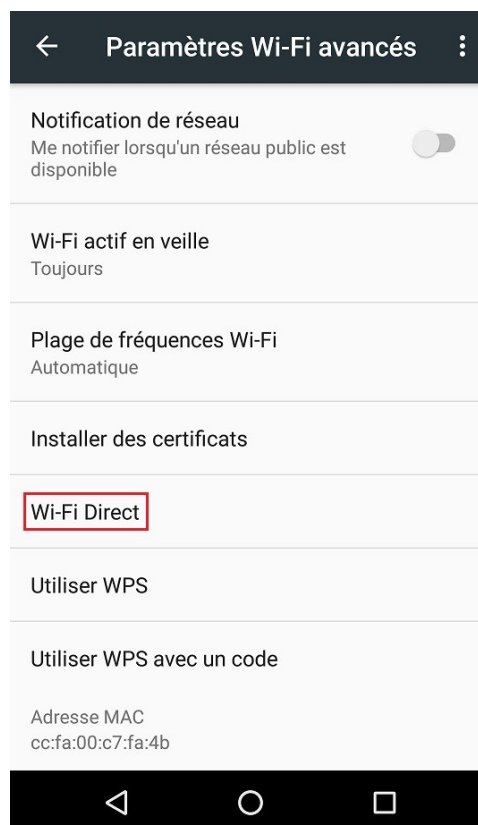 Paramètres Wi-Fi avancés
Notification de réseau
Me notifier lorsqu'un réseau public est
disponible
Wi-Fi actif en veille
Toujours
Plage de fréquences Wi-Fi
Automatique
Installer des certificats
Wi-Fi Direct
Utiliser WPS
Utiliser WPS avec un code
Adresse MAC
cc:fa:00:c7:fa:4b